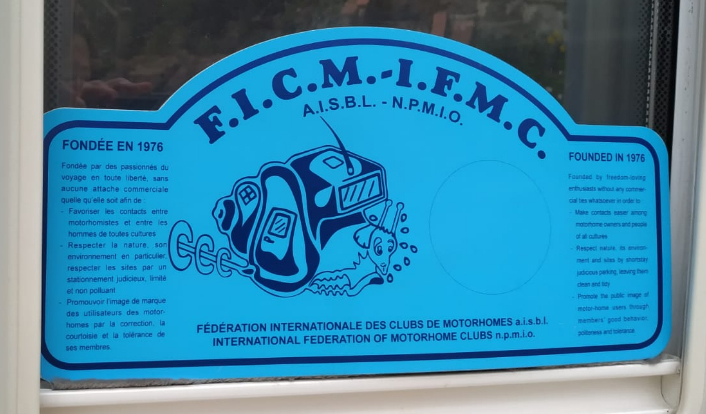 F.I.C.M.-I.F.M.C.
A.I.S.B.L. - N.P.M.I.O.
FONDÉE EN 1976
Fondée par des passionnés du
voyage en toute liberté, sans
aucune attache commerciale
quelle qu'elle soit afin de :
- Favoriser les contacts entre
motorhomistes et entre les
hommes de toutes cultures
- Respecter la nature, son
environnement en particulier,
respecter les sites par un
stationnement judicieux, limité
et non polluant
- Promouvoir l'image de marque
des utilisateurs des motor-
homes par la correction, la
courtoisie et la tolérance de
ses membres.
FOUNDED IN 1976
Founded by freedom-loving
enthusiasts without any commer-
cial ties whatsoever in order to :
- Make contacts easier among
motorhome owners and people
of all cultures
- Respect nature, its environ-
ment and sites by
judicious parking, leaving them
clean and tidy
- Promote the public image of
motor-home users through
members' good behavior,
politeness and tolerance
FÉDÉRATION INTERNATIONALE DES CLUBS DE MOTORHOMES a.i.s.b.l.
INTERNATIONAL FEDERATION OF MOTORHOME CLUBS n.p.m.i.o.